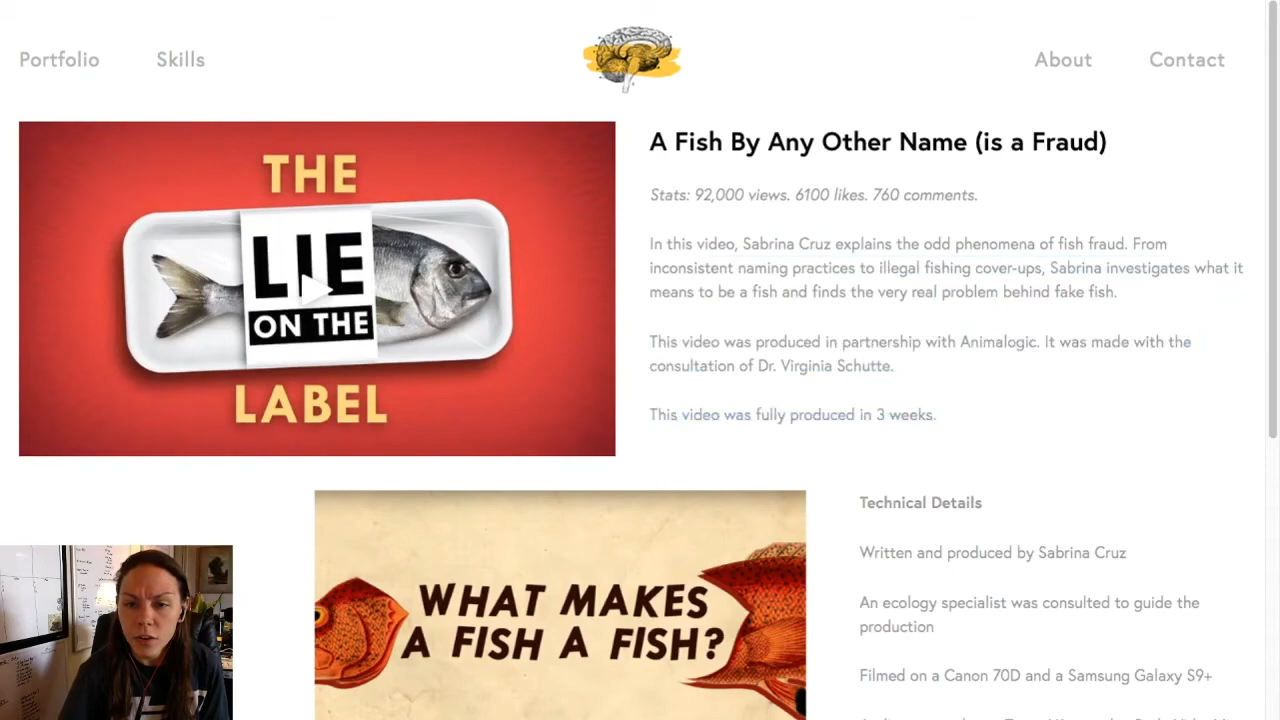 Portfolio
Skills
About
Contact
THE
LIE
ON THE
LABEL
A Fish By Any Other Name (is a Fraud)
Stats: 92,000 views. 6100 likes. 760 comments.
In this video, Sabrina Cruz explains the odd phenomena of fish fraud. From
inconsistent naming practices to illegal fishing cover-ups, Sabrina investigates what it
means to be a fish and finds the very real problem behind fake fish.
This video was produced in partnership with Animalogic. It was made with the
consultation of Dr. Virginia Schutte.
This video was fully produced in 3 weeks.
WHAT MAKES
A FISH A FISH?
Technical Details
Written and produced by Sabrina Cruz
An ecology specialist was consulted to guide the
production
Filmed on a Canon 70D and a Samsung Galaxy S9+